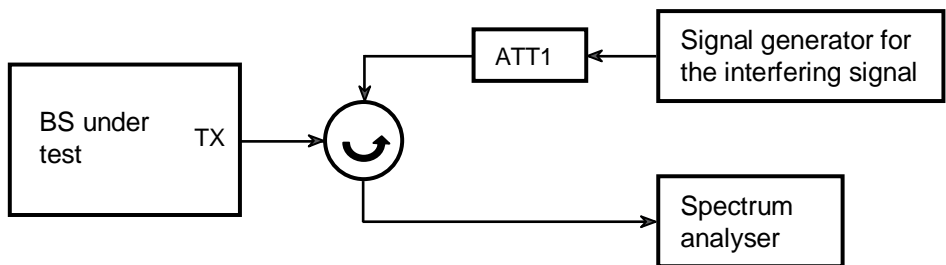 ATT1
Signal generator for
the interfering signal
BS under
test
TX
Spectrum
analyser